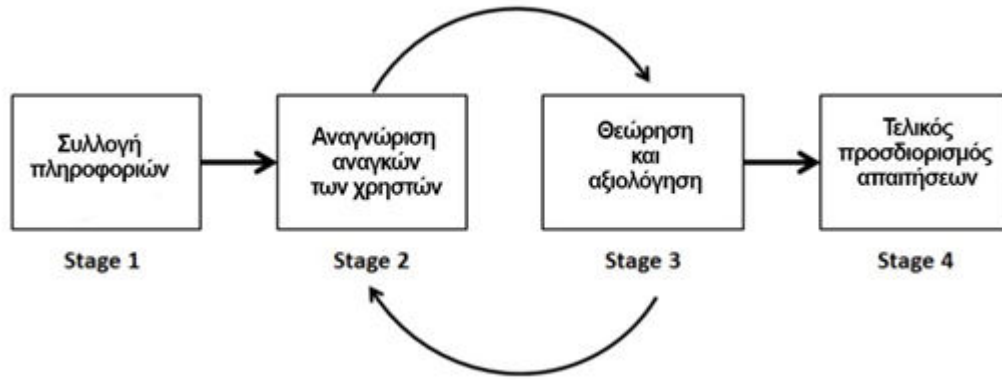 Συλλογή
πληροφοριών
Stage 1
Αναγνώριση
αναγκών
των χρηστών
Stage 2
Θεώρηση
και
αξιολόγηση
Stage 3
Τελικός
προσδιορισμός
απαιτήσεων
Stage 4